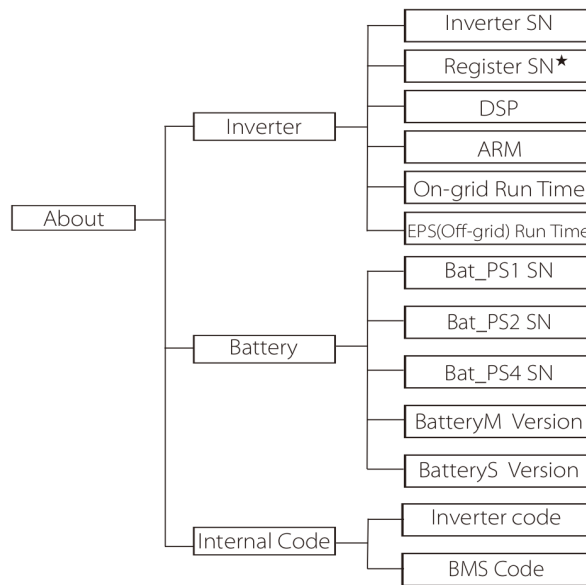 About
Inverter
Inverter SN
Register SN★
DSP
ARM
On-grid Run Time
EPS(Off-grid) Run Time
Battery
Bat_PS1 SN
Bat_PS2 SN
Bat_PS4 SN
BatteryM Version
BatteryS Version
Internal Code
Inverter code
BMS Code